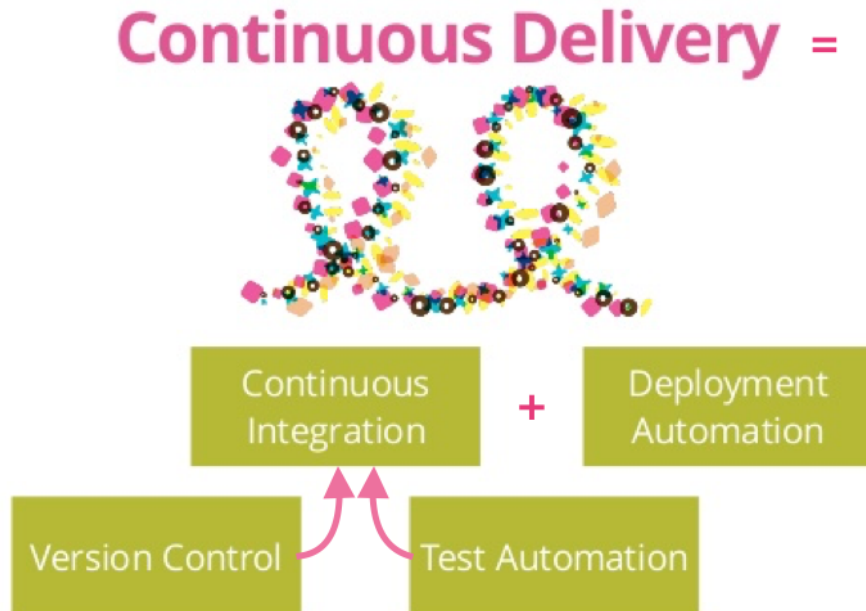 Continuous Delivery =
Continuous
Integration
+
Deployment
Automation
Version Control
Test Automation